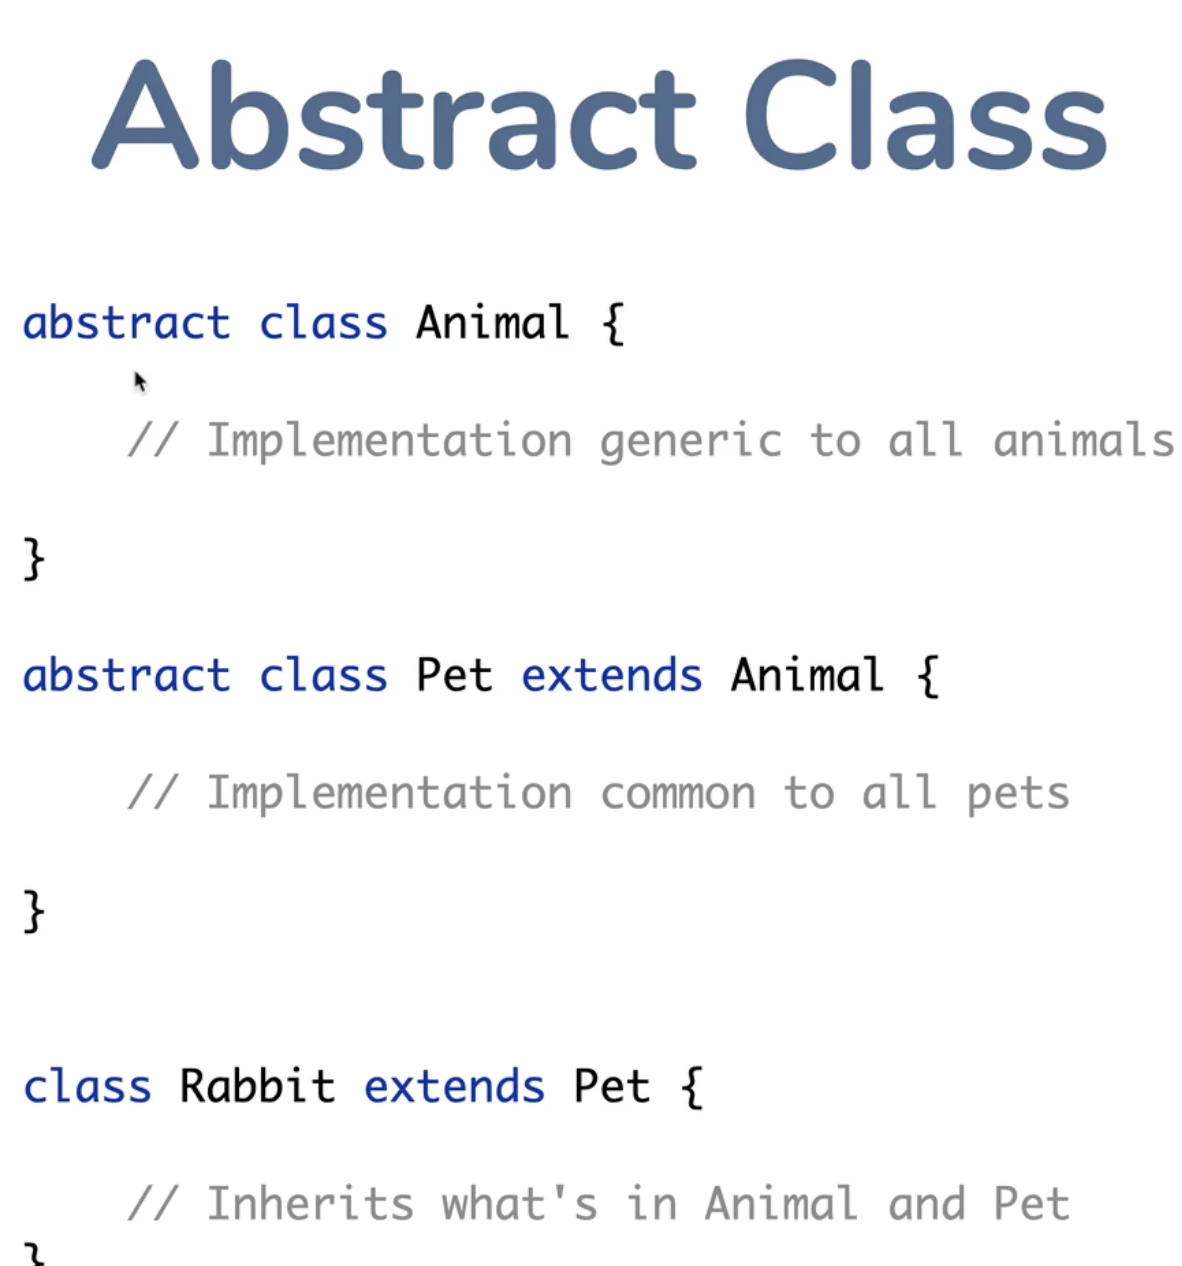 Abstract Class
abstract class Animal {
// Implementation generic to all animals
}
abstract class Pet extends Animal {
// Implementation common to all pets
}
class Rabbit extends Pet {
// Inherits what's in Animal and Pet
}